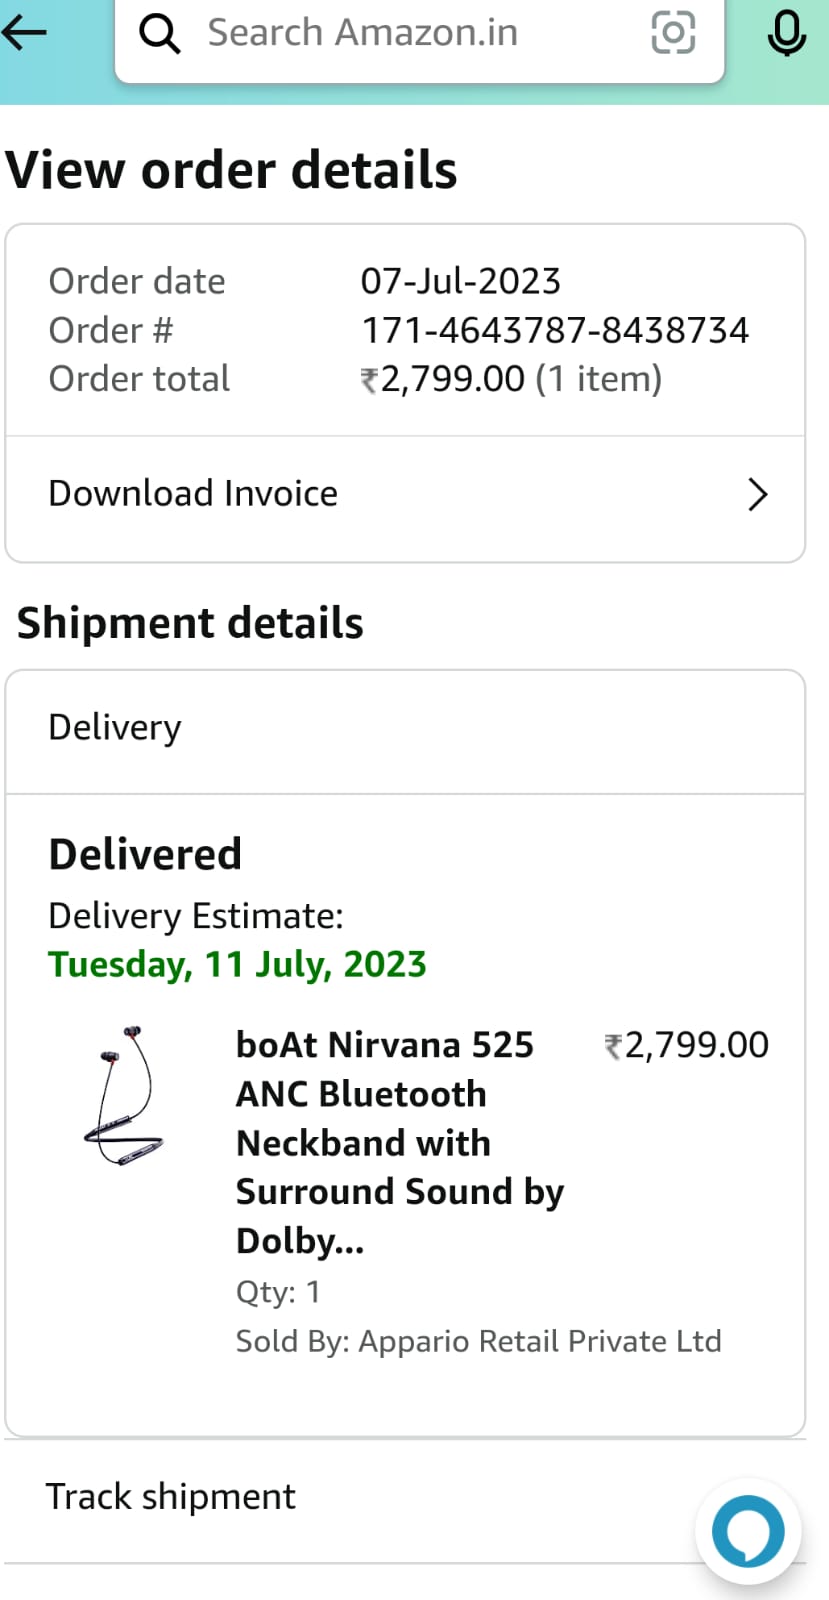 Search Amazon.in
View order details
Order date 07-Jul-2023
Order # 171-4643787-8438734
Order total ₹2,799.00 (1 item)
Download Invoice
Shipment details
Delivery
Delivered
Delivery Estimate:
Tuesday, 11 July, 2023
boAt Nirvana 525 ₹2,799.00
ANC Bluetooth
Neckband with
Surround Sound by
Dolby...
Qty: 1
Sold By: Appario Retail Private Ltd
Track shipment